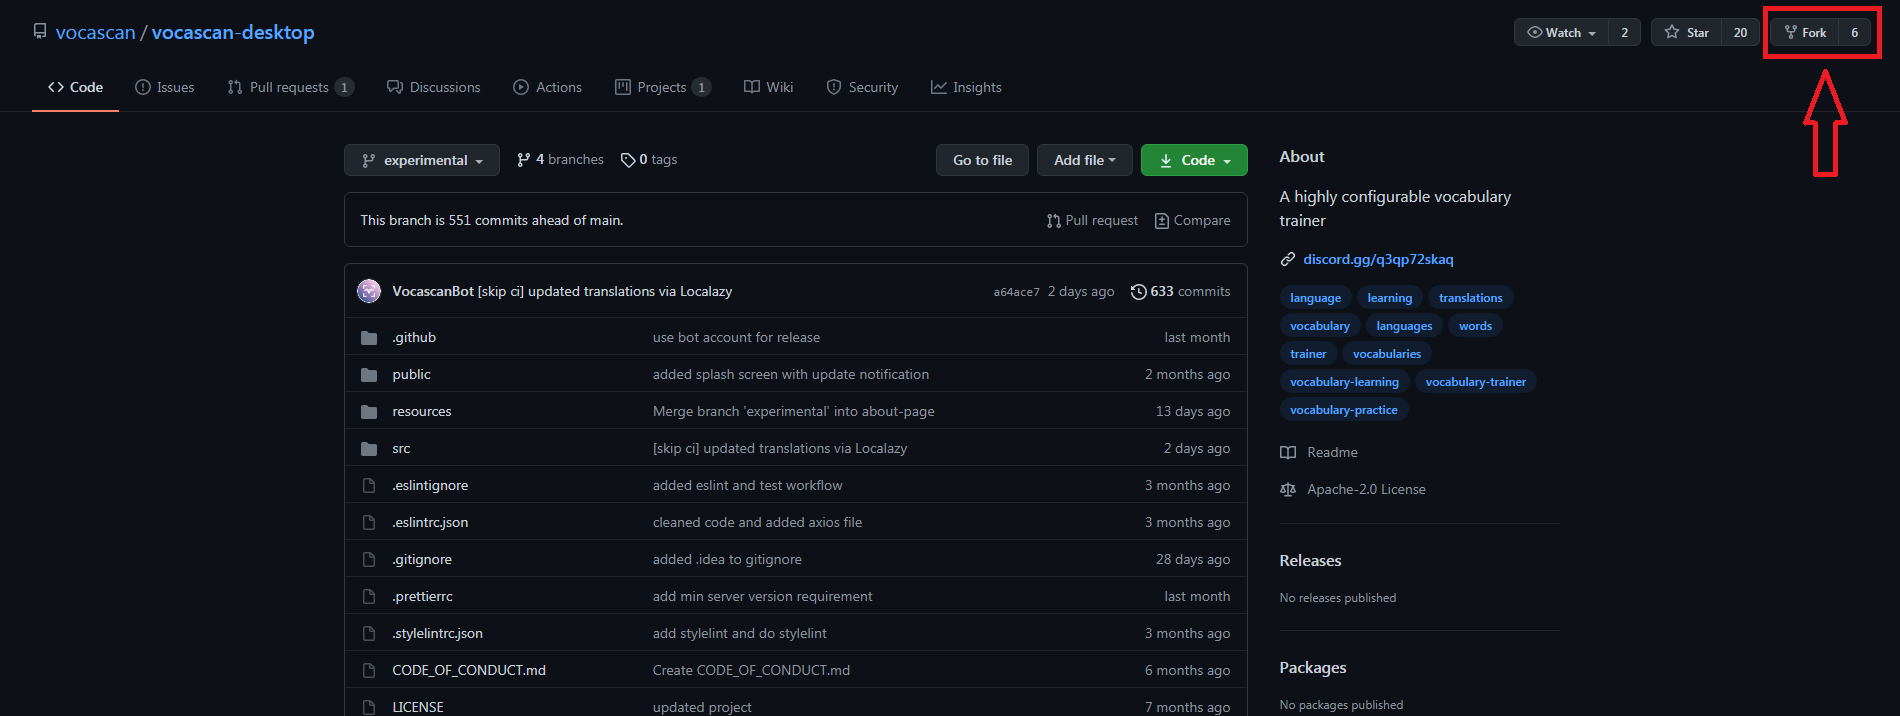 vocascan / vocascan-desktop
Watch 2 Star 20 Fork 6
Code Issues Pull requests 1 Discussions Actions Projects 1 Wiki Security Insights
experimental 4 branches 0 tags Go to file Add file Code
This branch is 551 commits ahead of main. Pull request Compare
VocascanBot [skip ci] updated translations via Localazy a64ace7 2 days ago 633 commits
.github use bot account for release last month
public added splash screen with update notification 2 months ago
resources Merge branch 'experimental' into about-page 13 days ago
src [skip ci] updated translations via Localazy 2 days ago
.eslintignore added eslint and test workflow 3 months ago
.eslintrc.json cleaned code and added axios file 3 months ago
.gitignore added .idea to gitignore 28 days ago
.prettierrc add min server version requirement last month
.stylelintrc.json add stylelint and do stylelint 3 months ago
CODE_OF_CONDUCT.md Create CODE_OF_CONDUCT.md 6 months ago
LICENSE updated project 7 months ago
About
A highly configurable vocabulary
trainer
discord.gg/q3qp72skaq
language learning translations
vocabulary languages words
trainer vocabularies
vocabulary-learning vocabulary-trainer
vocabulary-practice
Readme
Apache-2.0 License
Releases
No releases published
Packages
No packages published